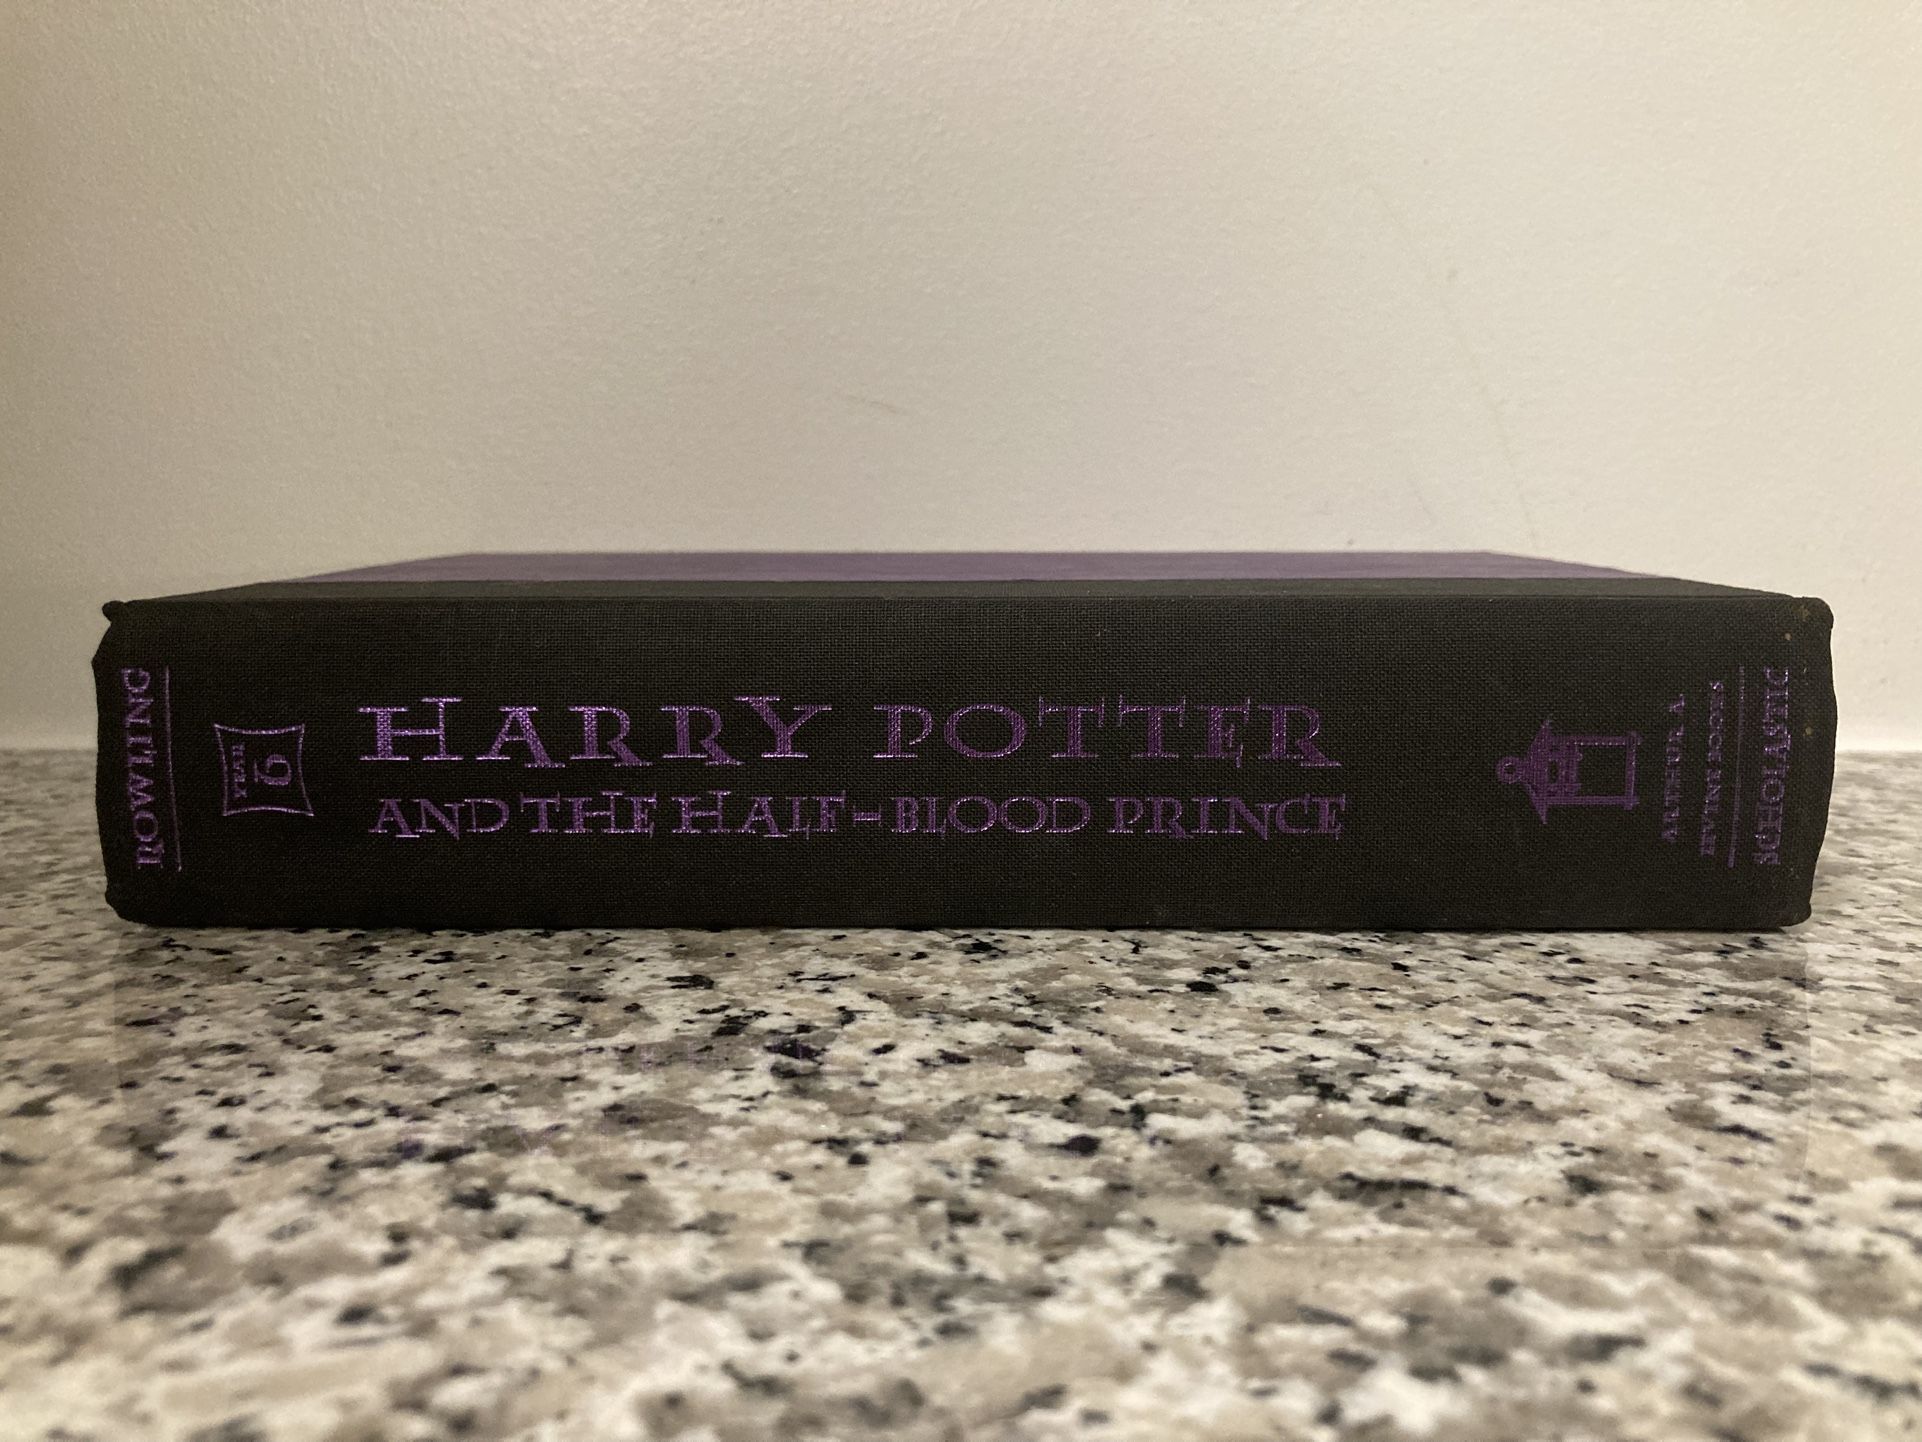 ROWLING
YEAR
6
HARRY POTTER
AND THE HALF-BLOOD PRINCE
ARTHUR A.
LEVINE BOOKS
SCHOLASTIC